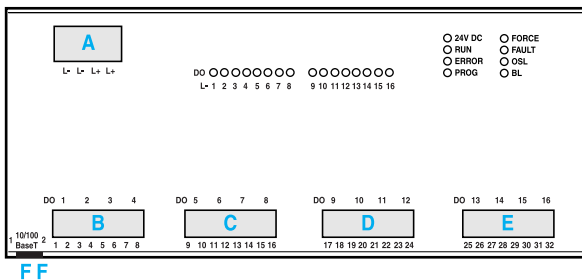 A
L- L- L+ L+
24V DC FORCE
RUN FAULT
ERROR OSL
PROG BL
DO
L- 1 2 3 4 5 6 7 8 9 10 11 12 13 14 15 16
DO 1 2 3 4 DO 5 6 7 8 DO 9 10 11 12 DO 13 14 15 16
B C D E
1 10/100 BaseT 2
1 2 3 4 5 6 7 8 9 10 11 12 13 14 15 16 17 18 19 20 21 22 23 24 25 26 27 28 29 30 31 32
F F